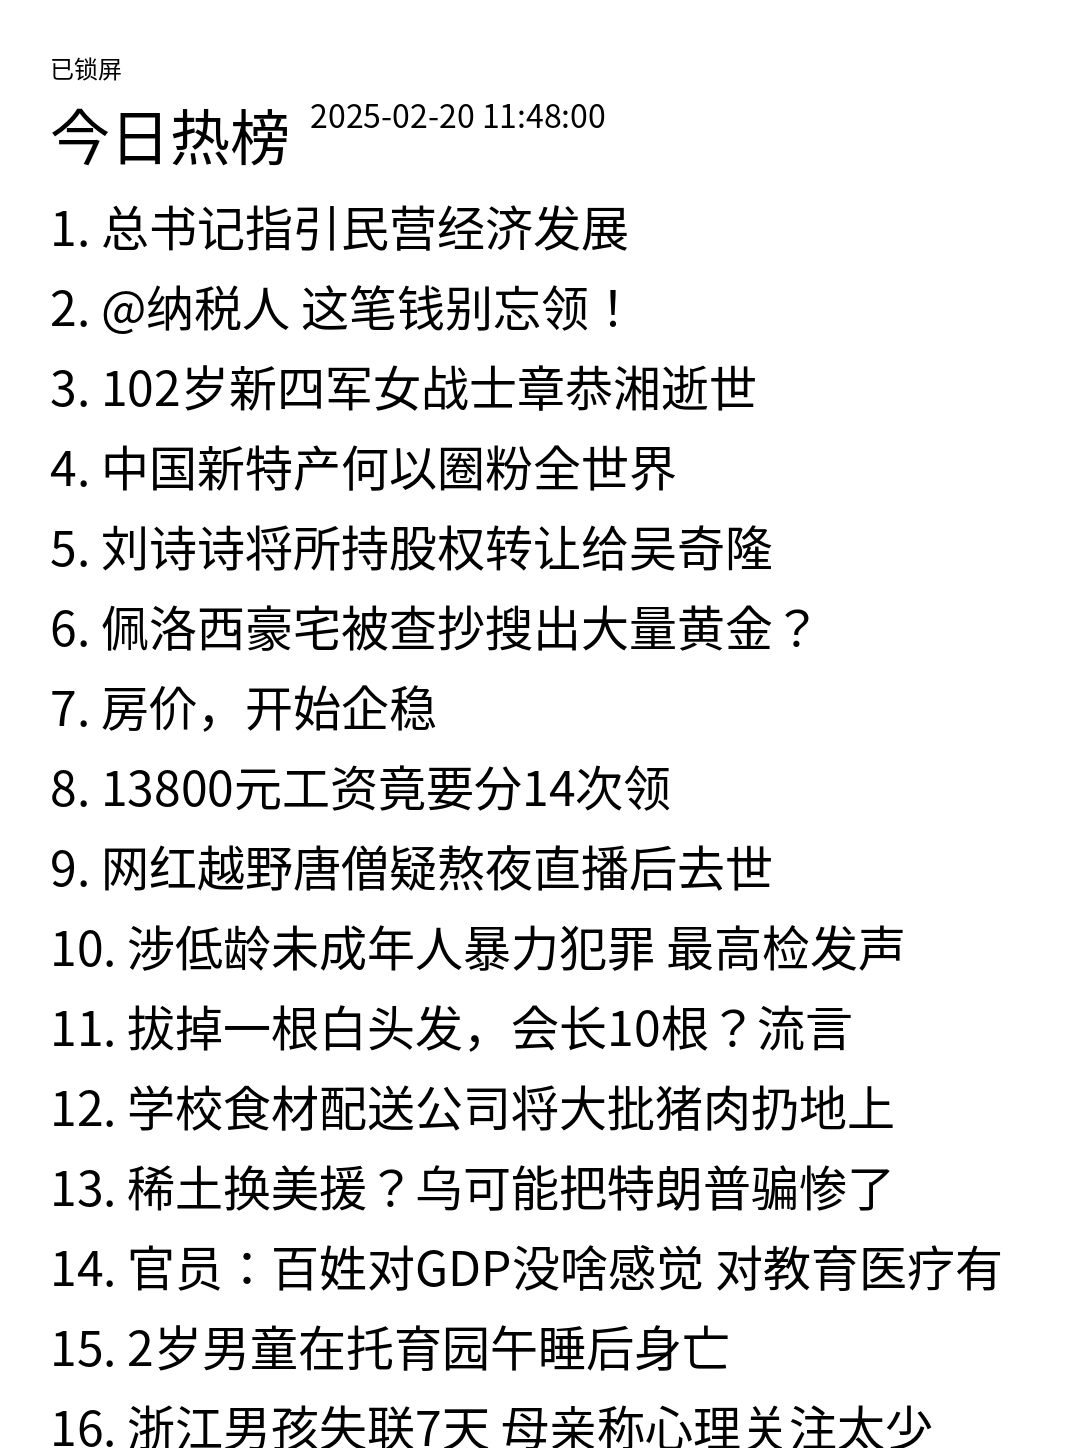 已锁屏
今日热榜 2025-02-20 11:48:00
1. 总书记指引民营经济发展
2. @纳税人 这笔钱别忘领！
3. 102岁新四军女战士章恭湘逝世
4. 中国新特产何以圈粉全世界
5. 刘诗诗将所持股权转让给吴奇隆
6. 佩洛西豪宅被查抄搜出大量黄金？
7. 房价，开始企稳
8. 13800元工资竟要分14次领
9. 网红越野唐僧疑熬夜直播后去世
10. 涉低龄未成年人暴力犯罪 最高检发声
11. 拔掉一根白头发，会长10根？流言
12. 学校食材配送公司将大批猪肉扔地上
13. 稀土换美援？乌可能把特朗普骗惨了
14. 官员：百姓对GDP没啥感觉 对教育医疗有
15. 2岁男童在托育园午睡后身亡
16. 浙江男孩失联7天 母亲称心理关注太少